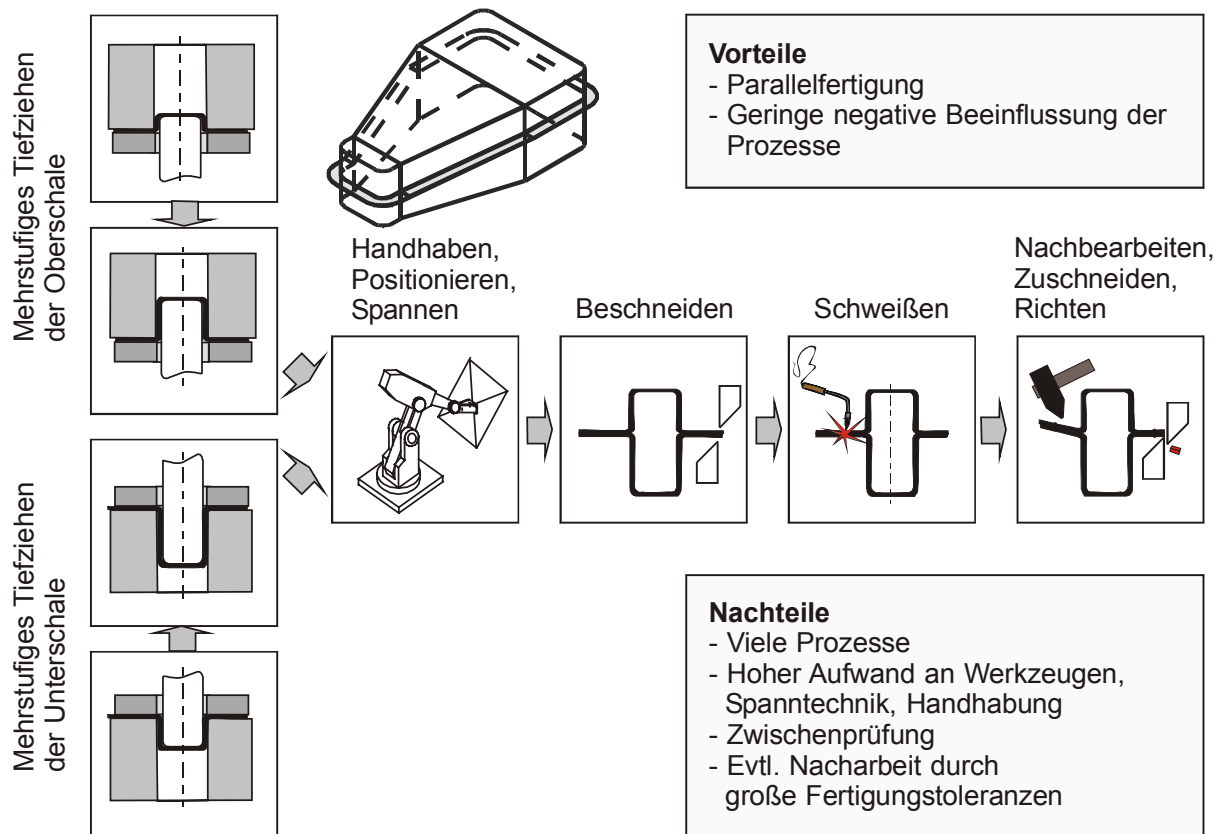 Mehrstufiges Tiefziehen
der Oberschale
Mehrstufiges Tiefziehen
der Unterschale
Vorteile
- Parallelfertigung
- Geringe negative Beeinflussung der
Prozesse
Handhaben,
Positionieren,
Spannen
Beschneiden
Schweißen
Nachbearbeiten,
Zuschneiden,
Richten
Nachteile
- Viele Prozesse
- Hoher Aufwand an Werkzeugen,
Spanntechnik, Handhabung
- Zwischenprüfung
- Evtl. Nacharbeit durch
große Fertigungstoleranzen